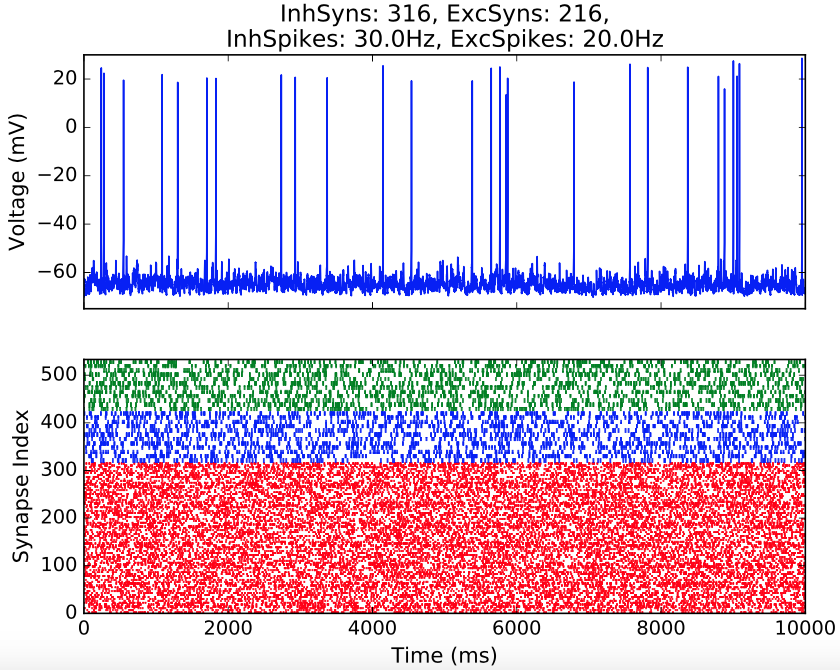 InhSyns: 316, ExcSyns: 216,
InhSpikes: 30.0Hz, ExcSpikes: 20.0Hz
Voltage (mV)
20
0
−20
−40
−60
Synapse Index
500
400
300
200
100
0
0 2000 4000 6000 8000 10000
Time (ms)